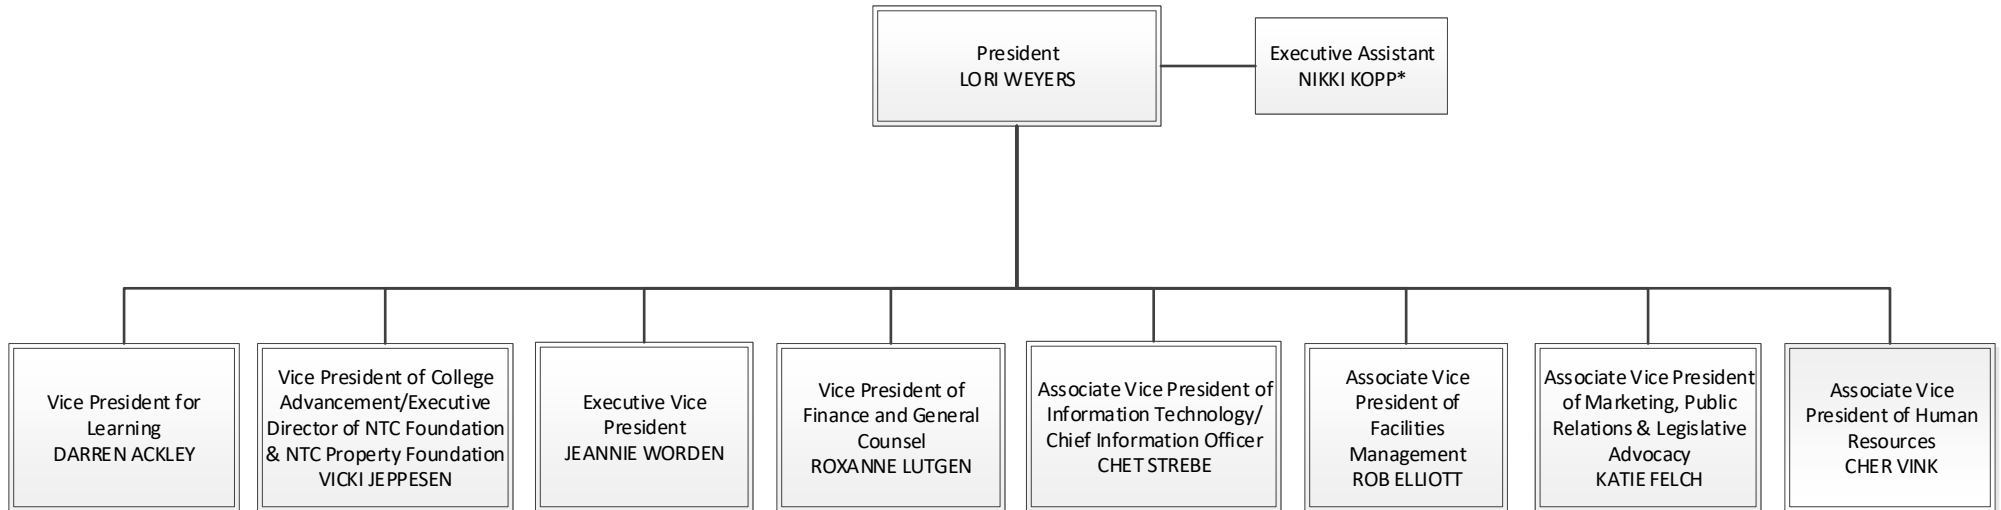 President
LORI WEYERS
Executive Assistant
NIKKI KOPP*
Vice President for
Learning
DARREN ACKLEY
Vice President of College
Advancement/Executive
Director of NTC Foundation
& NTC Property Foundation
VICKI JEPPESEN
Executive Vice
President
JEANNIE WORDEN
Vice President of
Finance and General
Counsel
ROXANNE LUTGEN
Associate Vice President of
Information Technology/
Chief Information Officer
CHET STREBE
Associate Vice
President of
Facilities
Management
ROB ELLIOTT
Associate Vice President
of Marketing, Public
Relations & Legislative
Advocacy
KATIE FELCH
Associate Vice
President of Human
Resources
CHER VINK